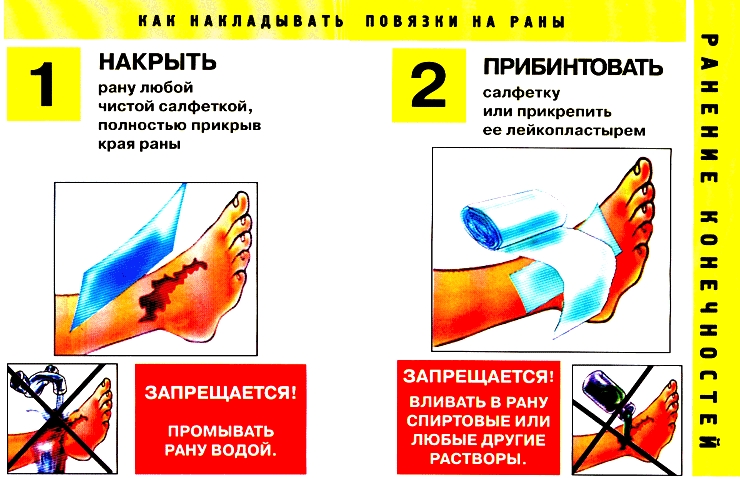 КАК НАКЛАДЫВАТЬ ПОВЯЗКИ НА РАНЫ
1
НАКРЫТЬ
рану любой
чистой салфеткой,
полностью прикрыв
края раны
2
ПРИБИНТОВАТЬ
салфетку
или прикрепить
ее лейкопластырем
РАНЕНИЕ КОНЕЧНОСТЕЙ
ЗАПРЕЩАЕТСЯ!
ПРОМЫВАТЬ
РАНУ ВОДОЙ.
ЗАПРЕЩАЕТСЯ!
ВЛИВАТЬ В РАНУ
СПИРТОВЫЕ ИЛИ
ЛЮБЫЕ ДРУГИЕ
РАСТВОРЫ.